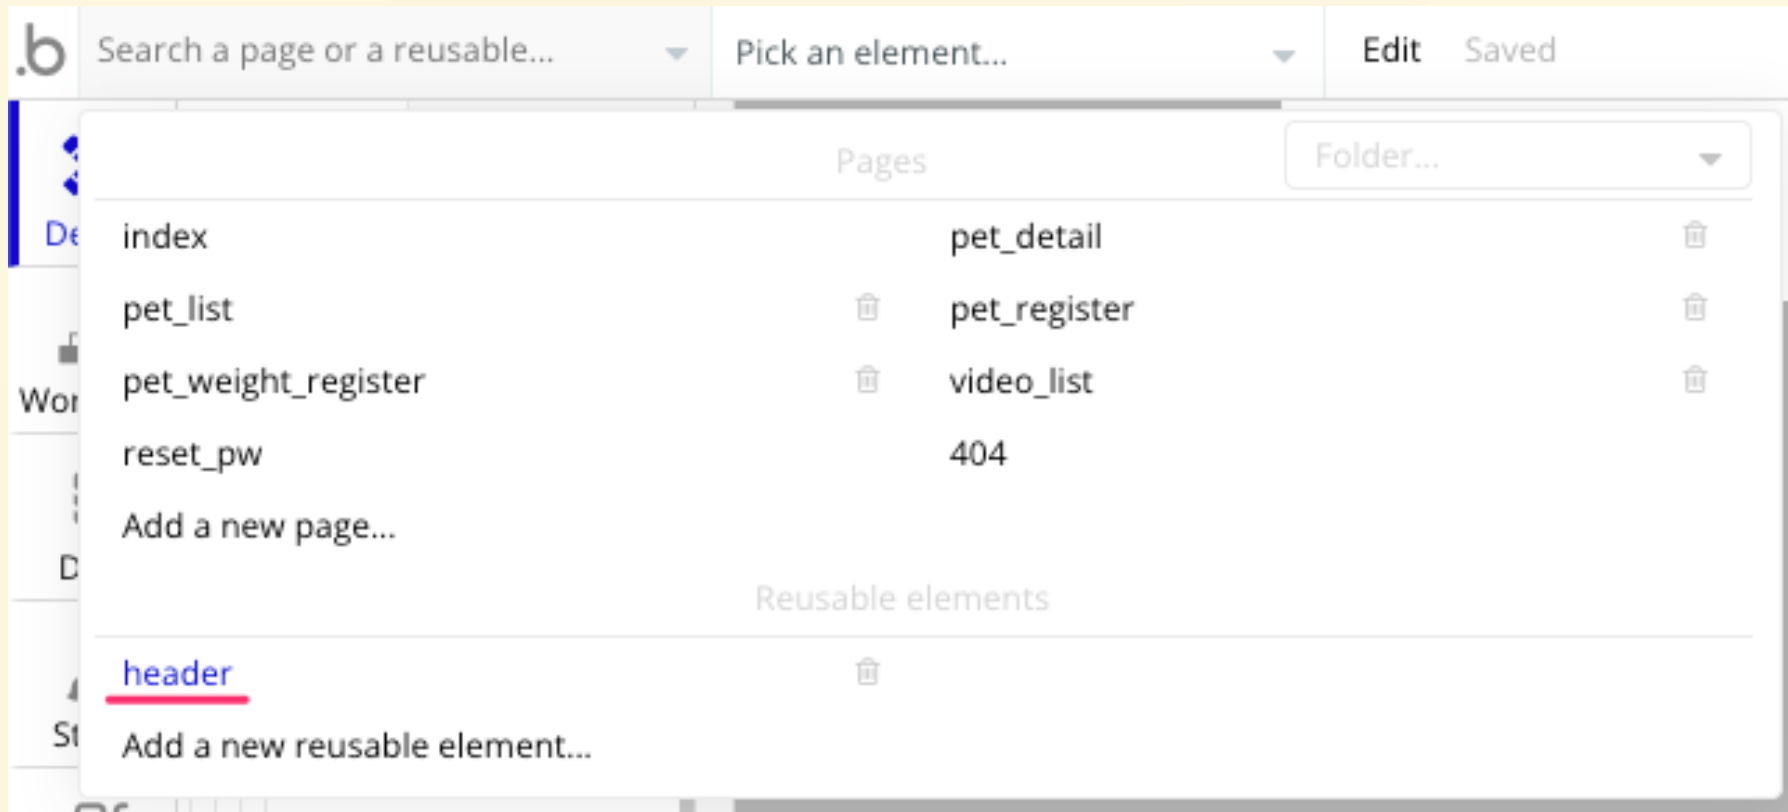 .b Search a page or a reusable... Pick an element... Edit Saved
Pages Folder...
index pet_detail
pet_list pet_register
pet_weight_register video_list
reset_pw 404
Add a new page...
Reusable elements
header
Add a new reusable element...